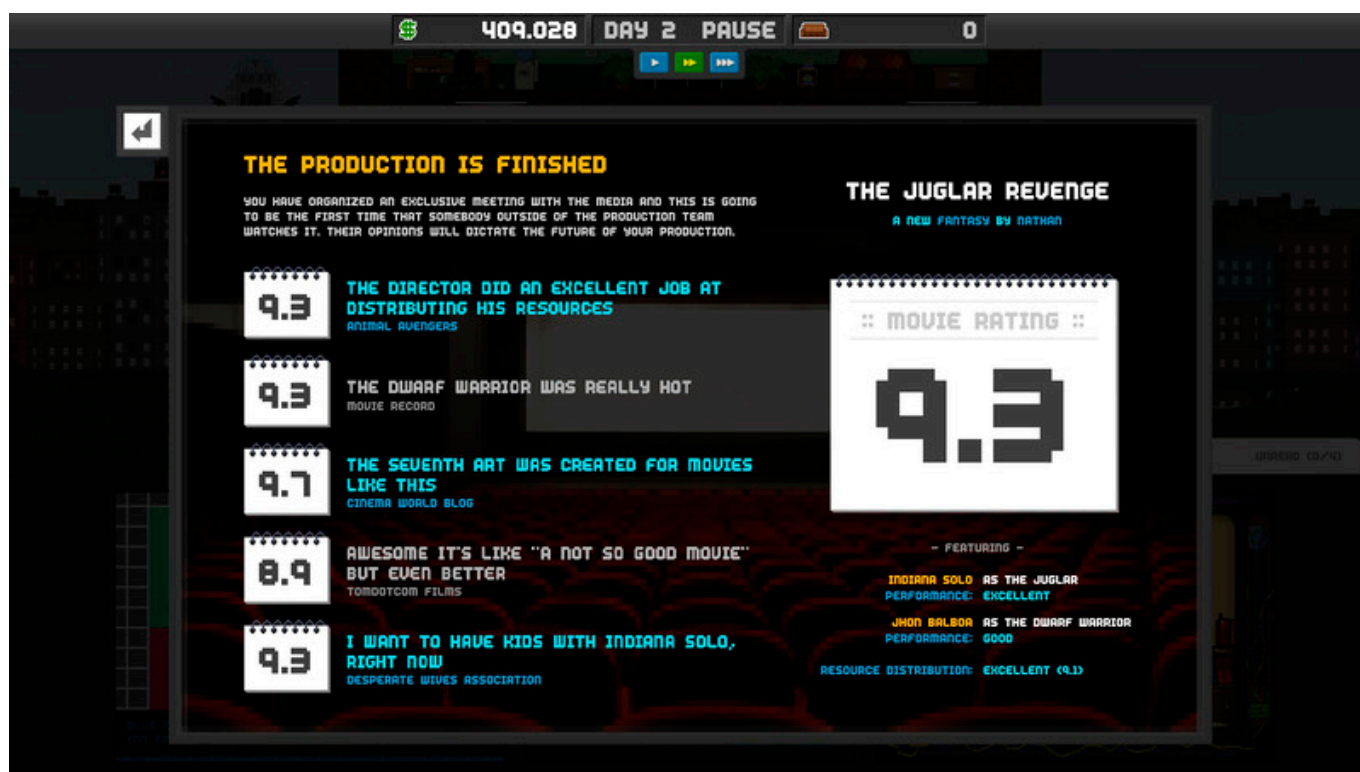 409.028 DAY 2 PAUSE 0
THE PRODUCTION IS FINISHED
YOU HAVE ORGANIZED AN EXCLUSIVE MEETING WITH THE MEDIA AND THIS IS GOING
TO BE THE FIRST TIME THAT SOMEBODY OUTSIDE OF THE PRODUCTION TEAM
WATCHES IT. THEIR OPINIONS WILL DICTATE THE FUTURE OF YOUR PRODUCTION.
9.3
THE DIRECTOR DID AN EXCELLENT JOB AT
DISTRIBUTING HIS RESOURCES
ANIMAL AVENGERS
9.3
THE DWARF WARRIOR WAS REALLY HOT
MOVIE RECORD
9.7
THE SEVENTH ART WAS CREATED FOR MOVIES
LIKE THIS
CINEMA WORLD BLOG
8.9
AWESOME IT'S LIKE "A NOT SO GOOD MOVIE"
BUT EVEN BETTER
TOMDOTCOM FILMS
9.3
I WANT TO HAVE KIDS WITH INDIANA SOLO,
RIGHT NOW
DESPERATE WIVES ASSOCIATION
THE JUGLAR REVENGE
A NEW FANTASY BY NATHAN
:: MOVIE RATING ::
9.3
- FEATURING -
INDIANA SOLO AS THE JUGLAR
PERFORMANCE: EXCELLENT
JHON BALBOA AS THE DWARF WARRIOR
PERFORMANCE: GOOD
RESOURCE DISTRIBUTION: EXCELLENT (9.1)
UNREAD (0/4)